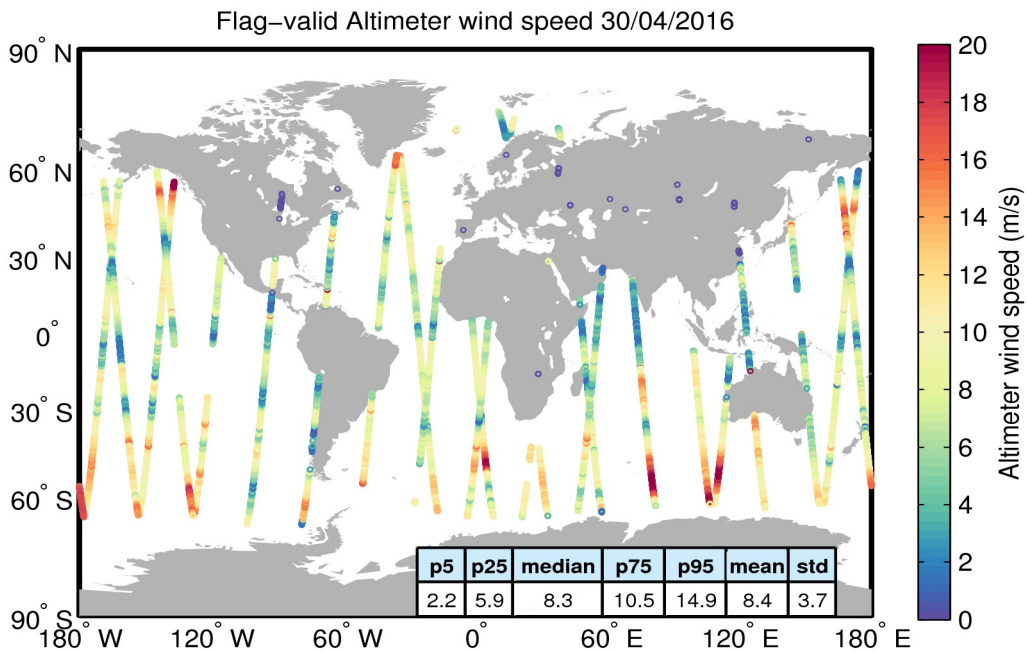 Flag−valid Altimeter wind speed 30/04/2016
90° N
60° N
30° N
0°
30° S
60° S
90° S
180° W
120° W
60° W
0°
60° E
120° E
180° E
p5 p25 median p75 p95 mean std
2.2 5.9 8.3 10.5 14.9 8.4 3.7
20
18
16
14
12
10
8
6
4
2
0
Altimeter wind speed (m/s)